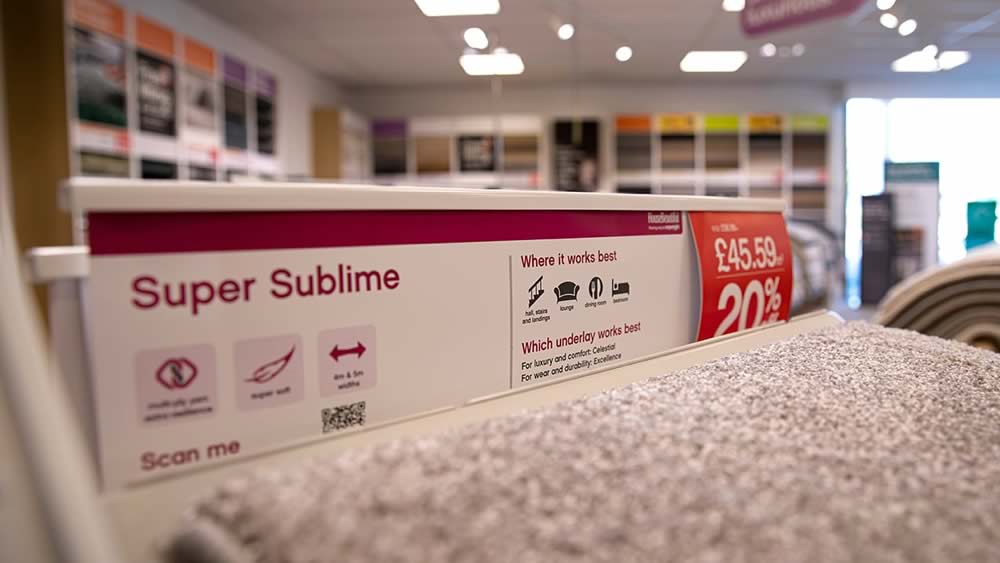 HouseBeautiful
Super Sublime
super soft
4m & 5m
widths
Scan me
Where it works best
hall, stairs
and landings
lounge
dining room
bedroom
Which underlay works best
For luxury and comfort: Celestial
For wear and durability: Excellence
£45.59
20%